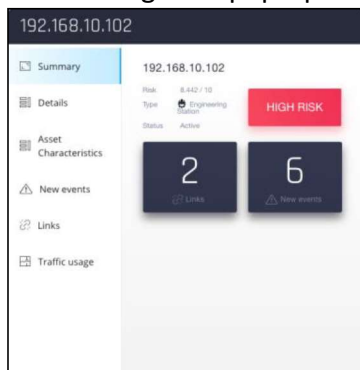 192.168.10.102
Summary
Details
Asset
Characteristics
New events
Links
Traffic usage
192.168.10.102
Risk 8.442 / 10
Type Engineering
Station
Status Active
HIGH RISK
2
Links
6
New events